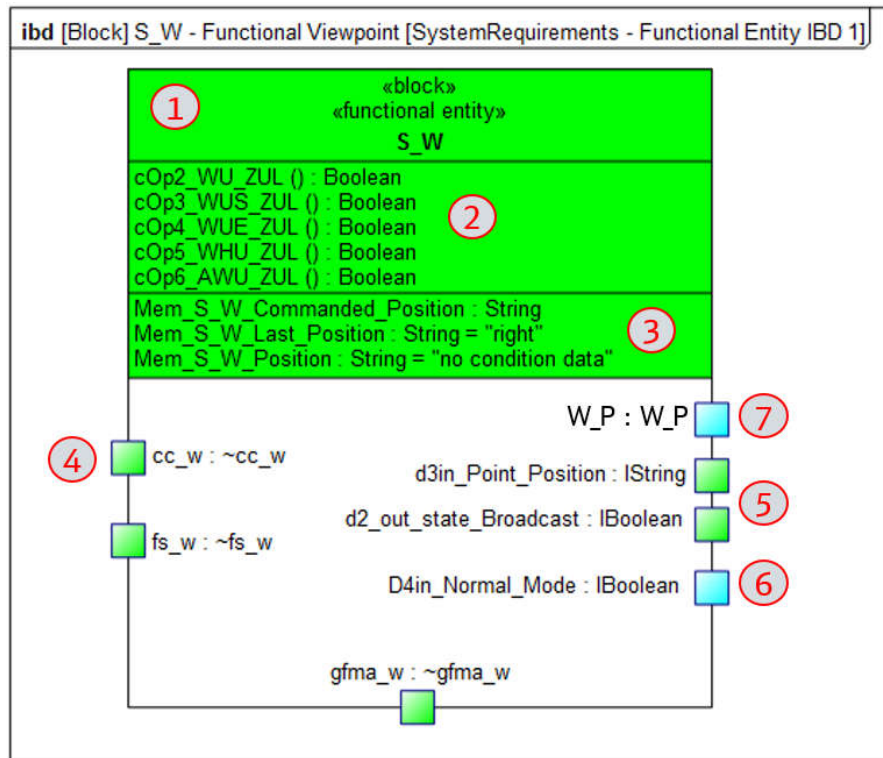 ibd [Block] S_W - Functional Viewpoint [SystemRequirements - Functional Entity IBD 1]
1
«block»
«functional entity»
S_W
cOp2_WU_ZUL () : Boolean
cOp3_WUS_ZUL () : Boolean
cOp4_WUE_ZUL () : Boolean
cOp5_WHU_ZUL () : Boolean
cOp6_AWU_ZUL () : Boolean
2
Mem_S_W_Commanded_Position : String
Mem_S_W_Last_Position : String = "right"
Mem_S_W_Position : String = "no condition data"
3
W_P : W_P
7
4
cc_w : ~cc_w
d3in_Point_Position : IString
5
d2_out_state_Broadcast : IBoolean
fs_w : ~fs_w
D4in_Normal_Mode : IBoolean
6
gfma_w : ~gfma_w